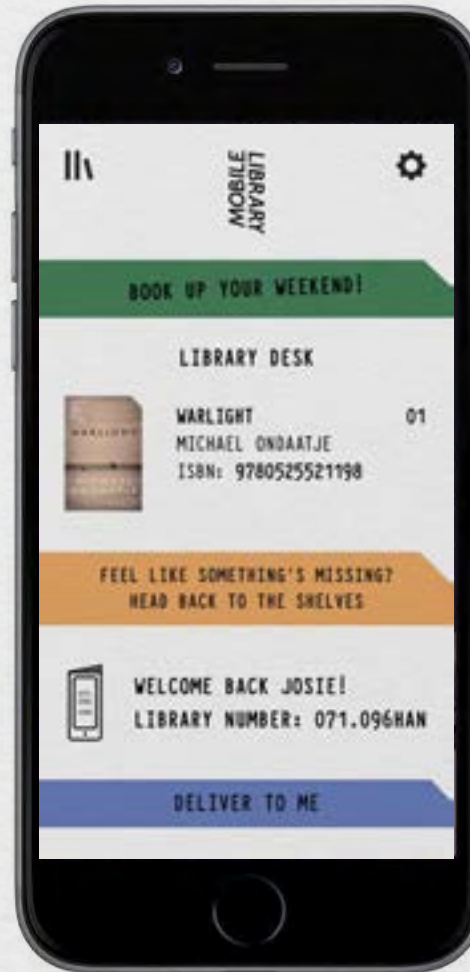 LIBRARY
MOBILE
BOOK UP YOUR WEEKEND!
LIBRARY DESK
WARLIGHT
WARLIGHT
01
MICHAEL ONDAATJE
ISBN: 9780525521198
FEEL LIKE SOMETHING'S MISSING?
HEAD BACK TO THE SHELVES
WELCOME BACK JOSIE!
LIBRARY NUMBER: 071.096HAN
DELIVER TO ME